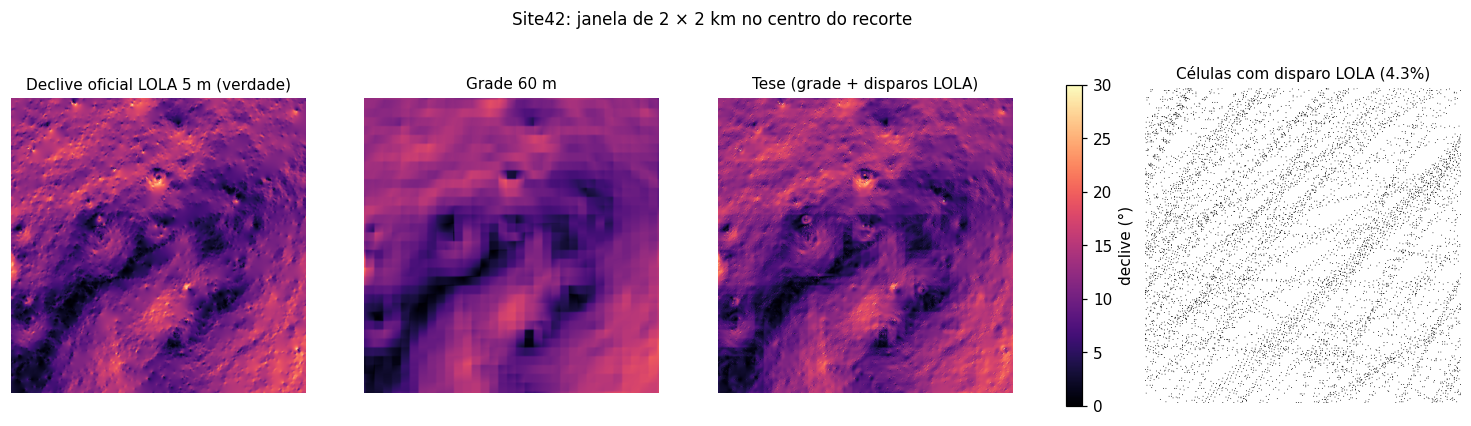 Site42: janela de 2 × 2 km no centro do recorte
Declive oficial LOLA 5 m (verdade)
Grade 60 m
Tese (grade + disparos LOLA)
30
25
20
15
10
5
0
declive (°)
Células com disparo LOLA (4.3%)